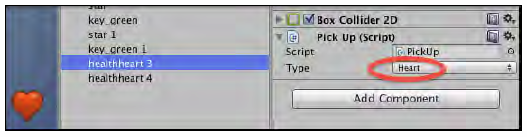 star
key_green
star 1
key_green 1
healthheart 3
healthheart 4
Box Collider 2D
Pick Up (Script)
Script PickUp
Type Heart
Add Component